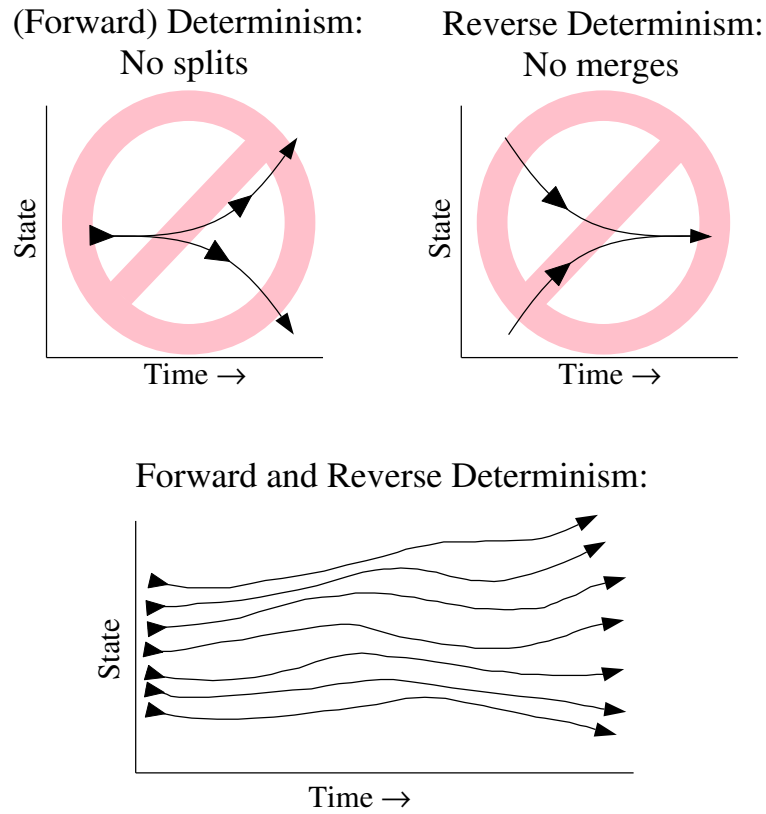 (Forward) Determinism:
No splits
State
Time →
Reverse Determinism:
No merges
State
Time →
Forward and Reverse Determinism:
State
Time →